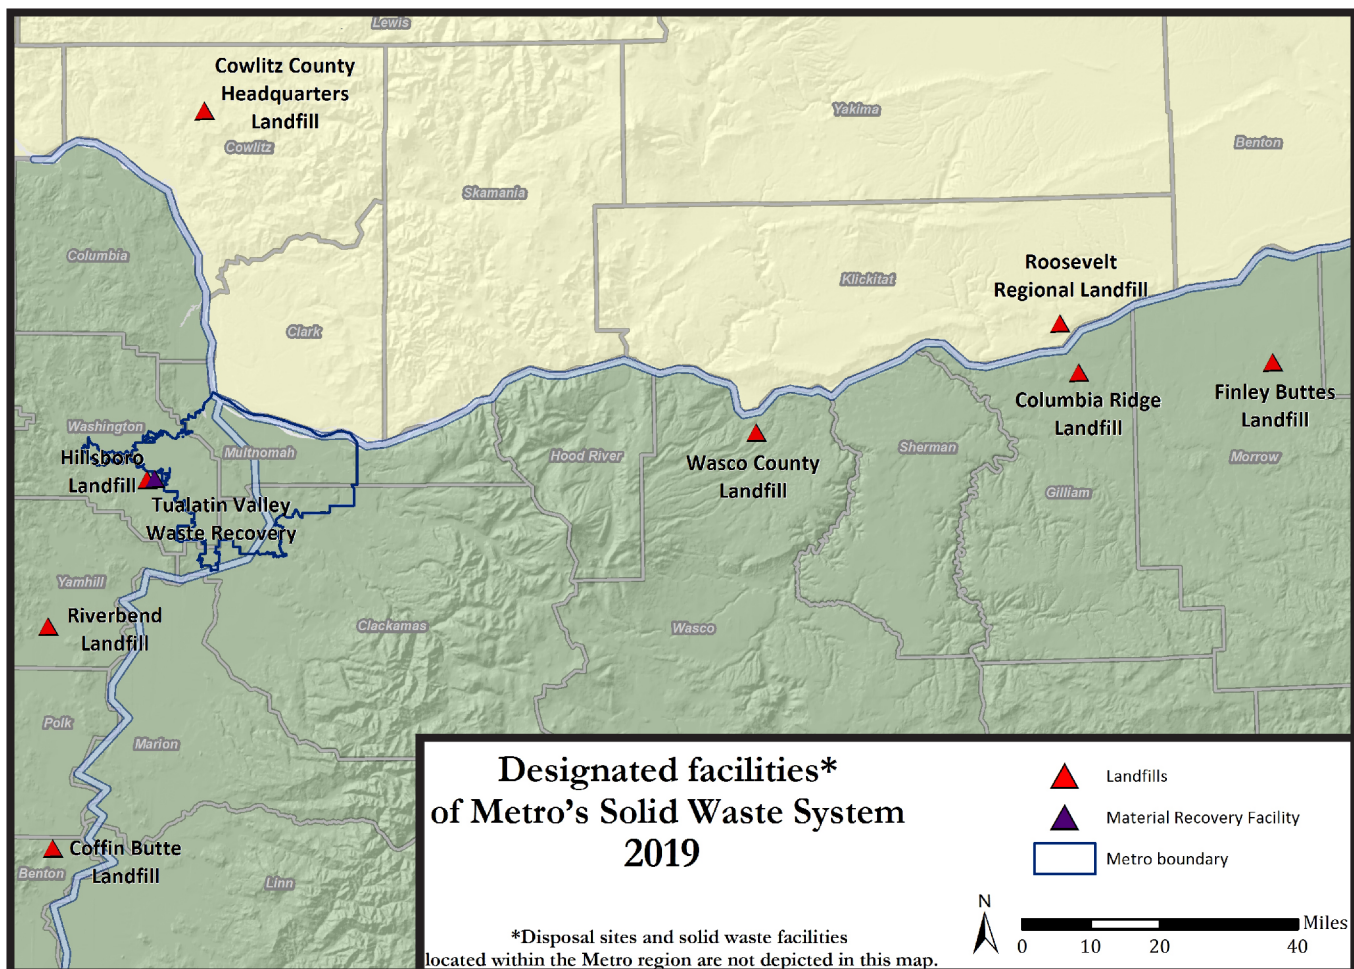 Lewis
Cowlitz County
Headquarters
Landfill
Cowlitz
Yakima
Benton
Skamania
Columbia
Clark
Klickitat
Roosevelt
Regional Landfill
Columbia Ridge
Landfill
Finley Buttes
Landfill
Morrow
Washington
Multnomah
Hillsboro
Landfill
Tualatin Valley
Waste Recovery
Hood River
Wasco County
Landfill
Sherman
Gilliam
Yamhill
Riverbend
Landfill
Clackamas
Wasco
Polk
Marion
Coffin Butte
Landfill
Benton
Linn
Designated facilities*
of Metro's Solid Waste System
2019
*Disposal sites and solid waste facilities
located within the Metro region are not depicted in this map.
Landfills
Material Recovery Facility
Metro boundary
N
Miles
0 10 20 40